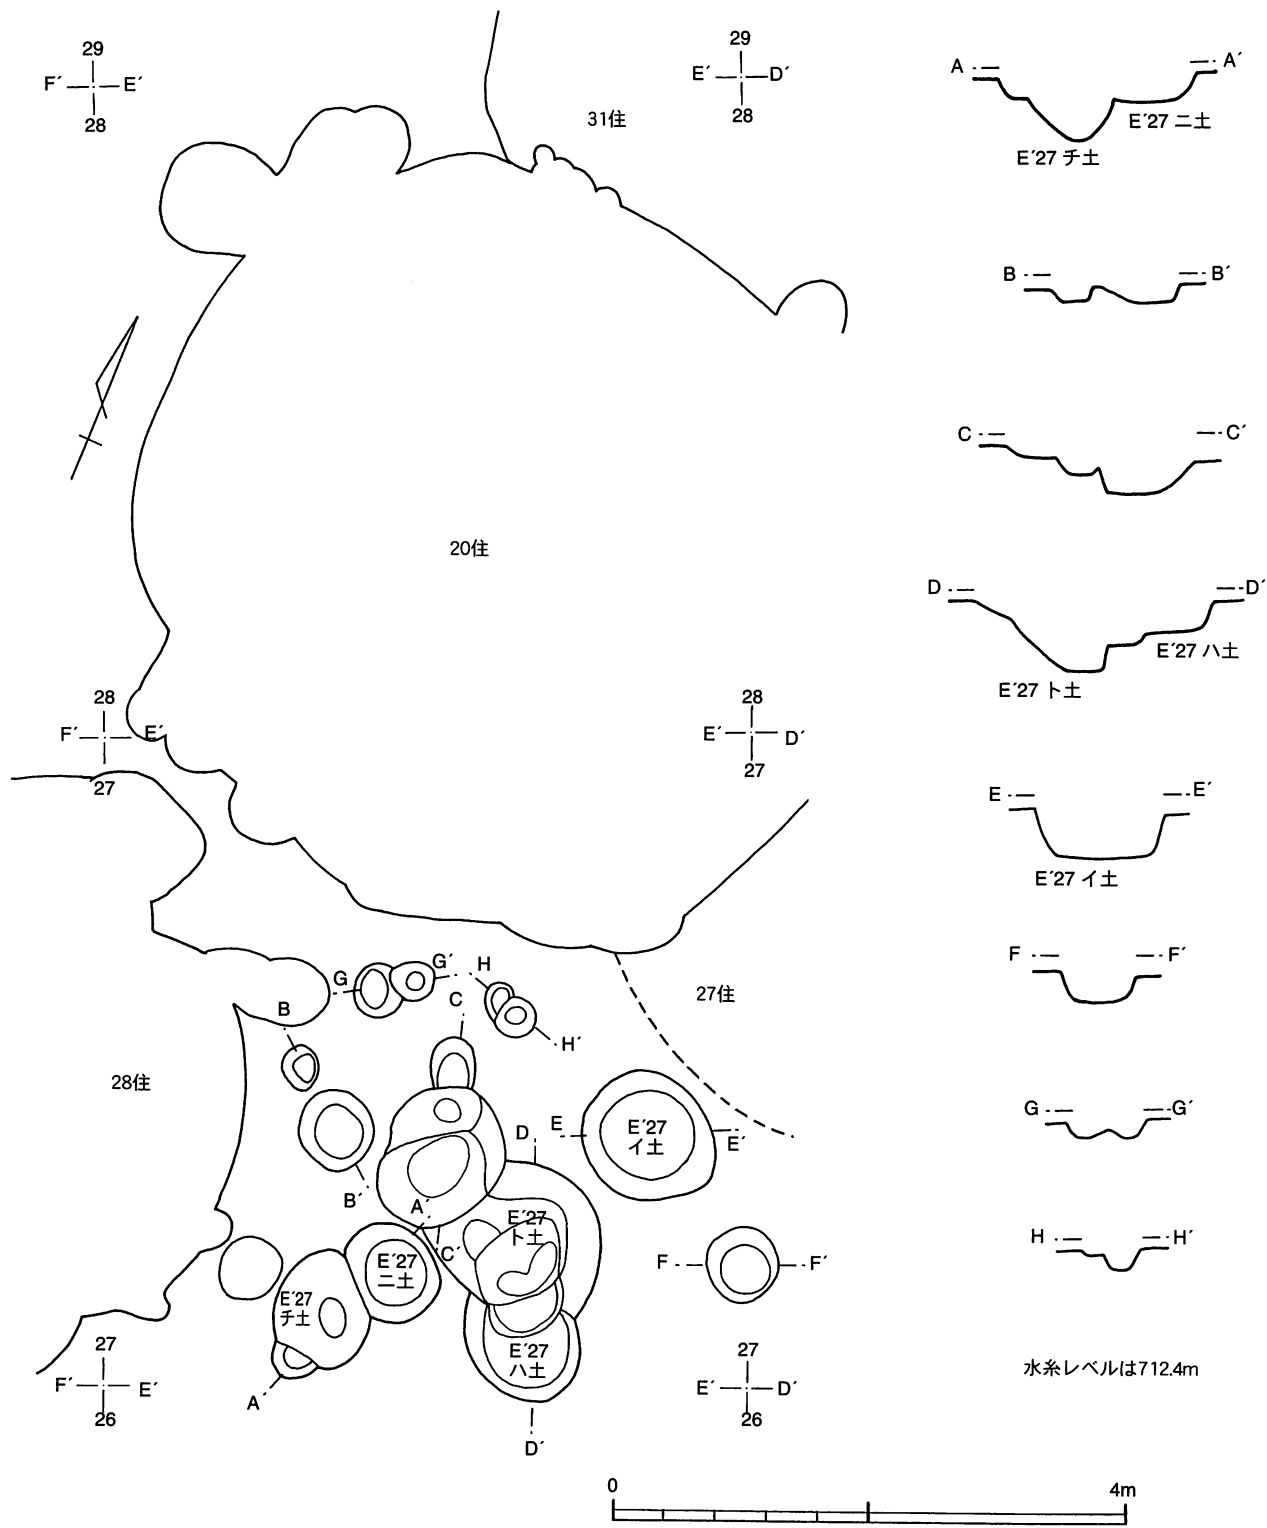 29
F´ E´
28
29
E´ D´
28
31住
A A´
E´27 ニ土
E´27 チ土
B B´
C C´
20住
D D´
E´27 ハ土
E´27 ト土
28
F´ E´
27
28
E´ D´
27
E E´
E´27 イ土
F F´
G G´ H
C
B
H´
27住
28住
G G´
E´27
イ土
D E E´
B´ A´
E´27
ト土
C´
E´27
ニ土
F F´
H H´
E´27
チ土
E´27
ハ土
27
F´ E´
26
A´
27
E´ D´
26
D´
水糸レベルは712.4m
0 4m